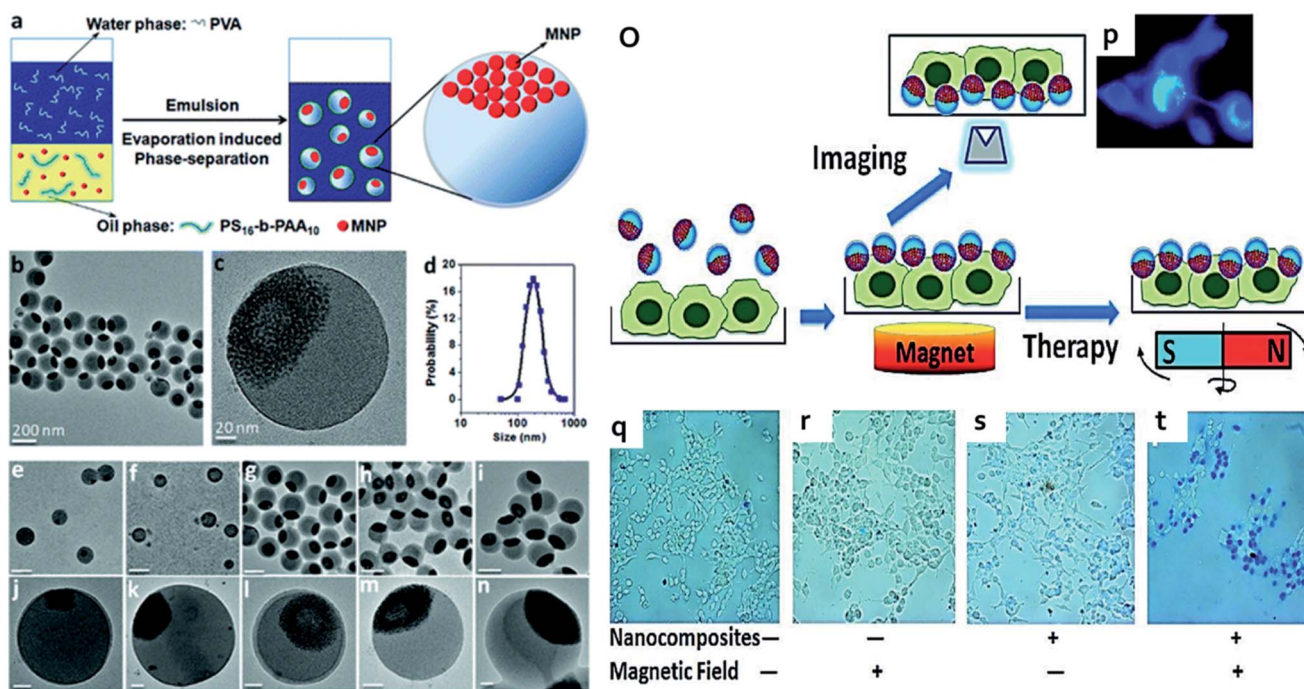 a
Water phase: PVA
MNP
Emulsion
Evaporation induced
Phase-separation
Oil phase: PS16-b-PAA10 MNP
b
200 nm
c
20 nm
d
Probability (%)
20
16
12
8
4
0
1 10 100 1000
Size (nm)
e
f
g
h
i
j
k
l
m
n
O
p
Imaging
Magnet
Therapy
S
N
q
r
s
t
Nanocomposites — — + +
Magnetic Field — + — +